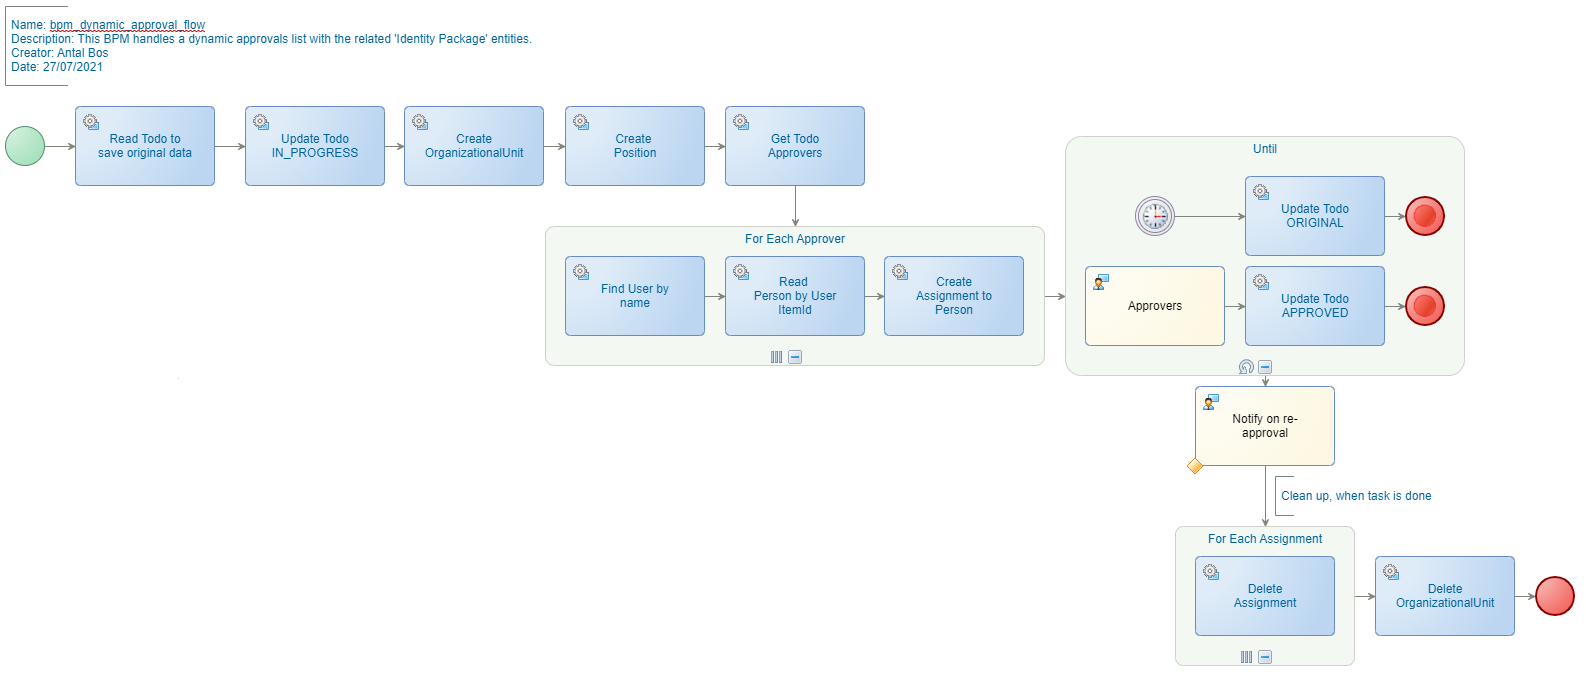 Name: bpm_dynamic_approval_flow
Description: This BPM handles a dynamic approvals list with the related 'Identity Package' entities.
Creator: Antal Bos
Date: 27/07/2021
Read Todo to
save original data
Update Todo
IN_PROGRESS
Create
OrganizationalUnit
Create
Position
Get Todo
Approvers
For Each Approver
Find User by
name
Read
Person by User
ItemId
Create
Assignment to
Person
Until
Update Todo
ORIGINAL
Approvers
Update Todo
APPROVED
Notify on re-
approval
Clean up, when task is done
For Each Assignment
Delete
Assignment
Delete
OrganizationalUnit